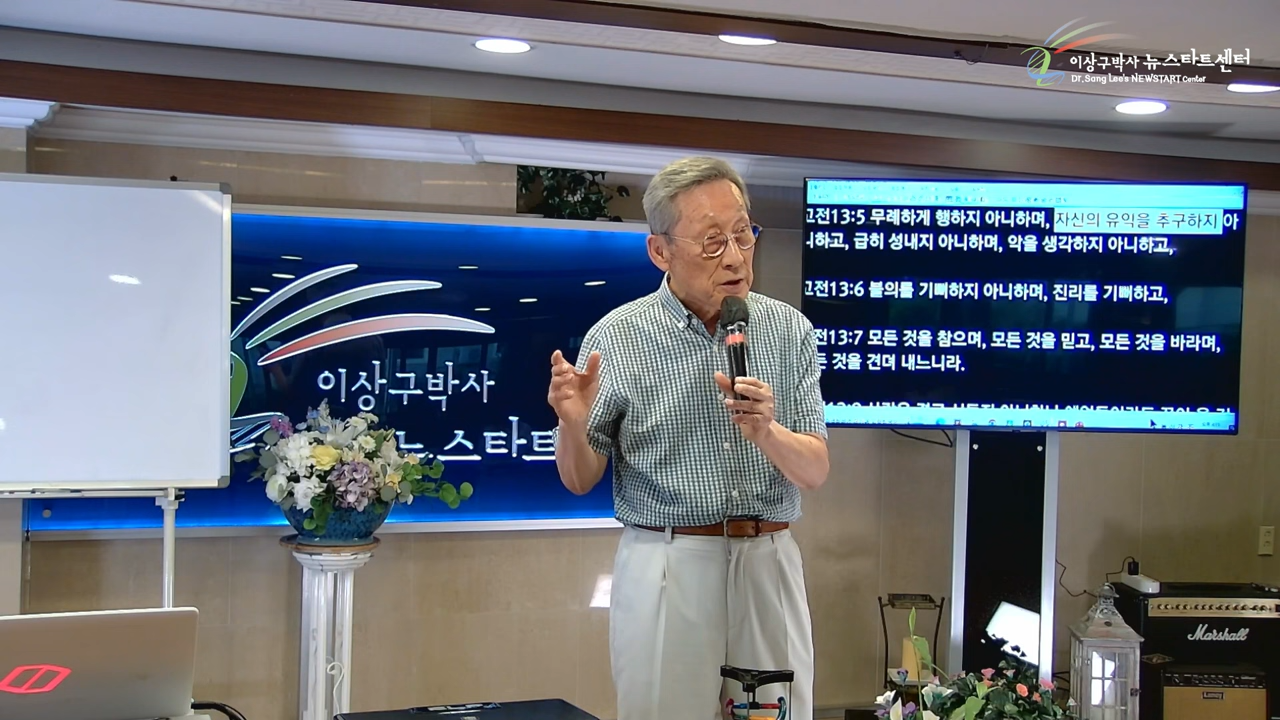 이상구박사 뉴스타트센터
Dr. Sang Lee's NEWSTART Center
고전13:5 무례하게 행하지 아니하며, 자신의 유익을 추구하지 아
니하고, 급히 성내지 아니하며, 악을 생각하지 아니하고,
고전13:6 불의를 기뻐하지 아니하며, 진리를 기뻐하고,
전13:7 모든 것을 참으며, 모든 것을 믿고, 모든 것을 바라며,
든 것을 견뎌 내느니라.
이상구박사
뉴스타트
Marshall
Laney